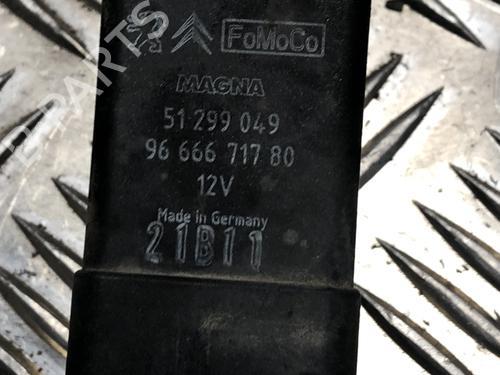 FoMoCo
MAGNA
51 299 049
96 666 717 80
12V
Made in Germany
21B11